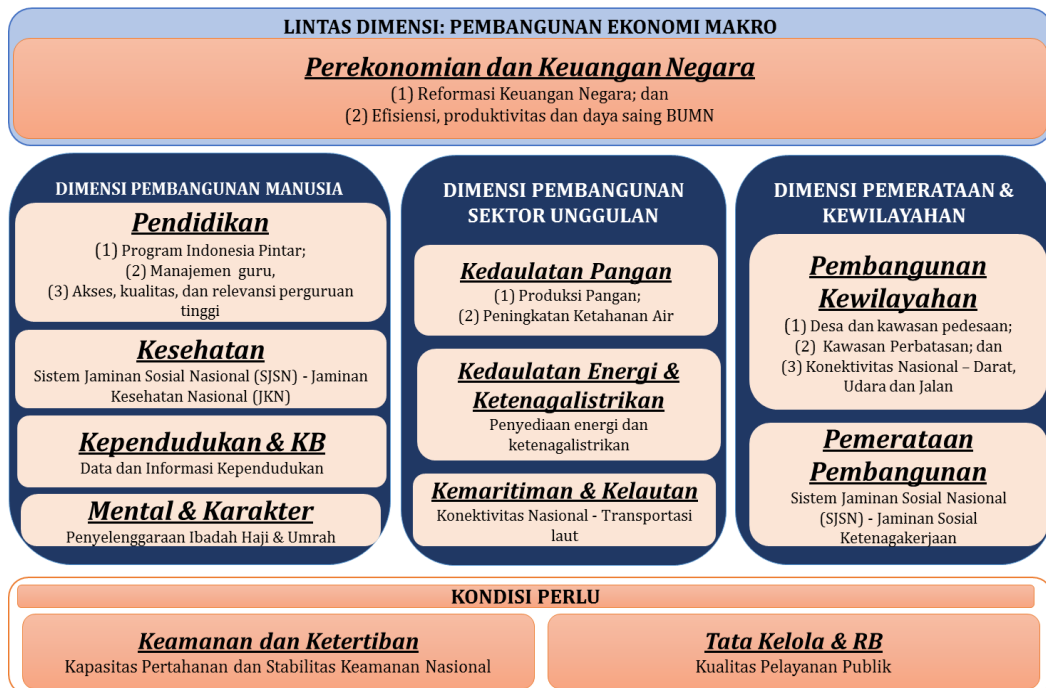 LINTAS DIMENSI: PEMBANGUNAN EKONOMI MAKRO
Perekonomian dan Keuangan Negara
(1) Reformasi Keuangan Negara; dan
(2) Efisiensi, produktivitas dan daya saing BUMN
DIMENSI PEMBANGUNAN MANUSIA
Pendidikan
(1) Program Indonesia Pintar;
(2) Manajemen guru,
(3) Akses, kualitas, dan relevansi perguruan
tinggi
Kesehatan
Sistem Jaminan Sosial Nasional (SJSN) - Jaminan
Kesehatan Nasional (JKN)
Kependudukan & KB
Data dan Informasi Kependudukan
Mental & Karakter
Penyelenggaraan Ibadah Haji & Umrah
DIMENSI PEMBANGUNAN
SEKTOR UNGGULAN
Kedaulatan Pangan
(1) Produksi Pangan;
(2) Peningkatan Ketahanan Air
Kedaulatan Energi &
Ketenagalistrikan
Penyediaan energi dan
ketenagalistrikan
Kemaritiman & Kelautan
Konektivitas Nasional - Transportasi
laut
DIMENSI PEMERATAAN &
KEWILAYAHAN
Pembangunan
Kewilayahan
(1) Desa dan kawasan pedesaan;
(2) Kawasan Perbatasan; dan
(3) Konektivitas Nasional – Darat,
Udara dan Jalan
Pemerataan
Pembangunan
Sistem Jaminan Sosial Nasional
(SJSN) - Jaminan Sosial
Ketenagakerjaan
KONDISI PERLU
Keamanan dan Ketertiban
Kapasitas Pertahanan dan Stabilitas Keamanan Nasional
Tata Kelola & RB
Kualitas Pelayanan Publik